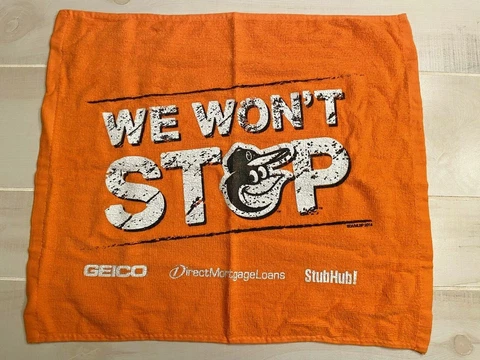 WE WON'T
STOP
GEICO DirectMortgageLoans StubHub!